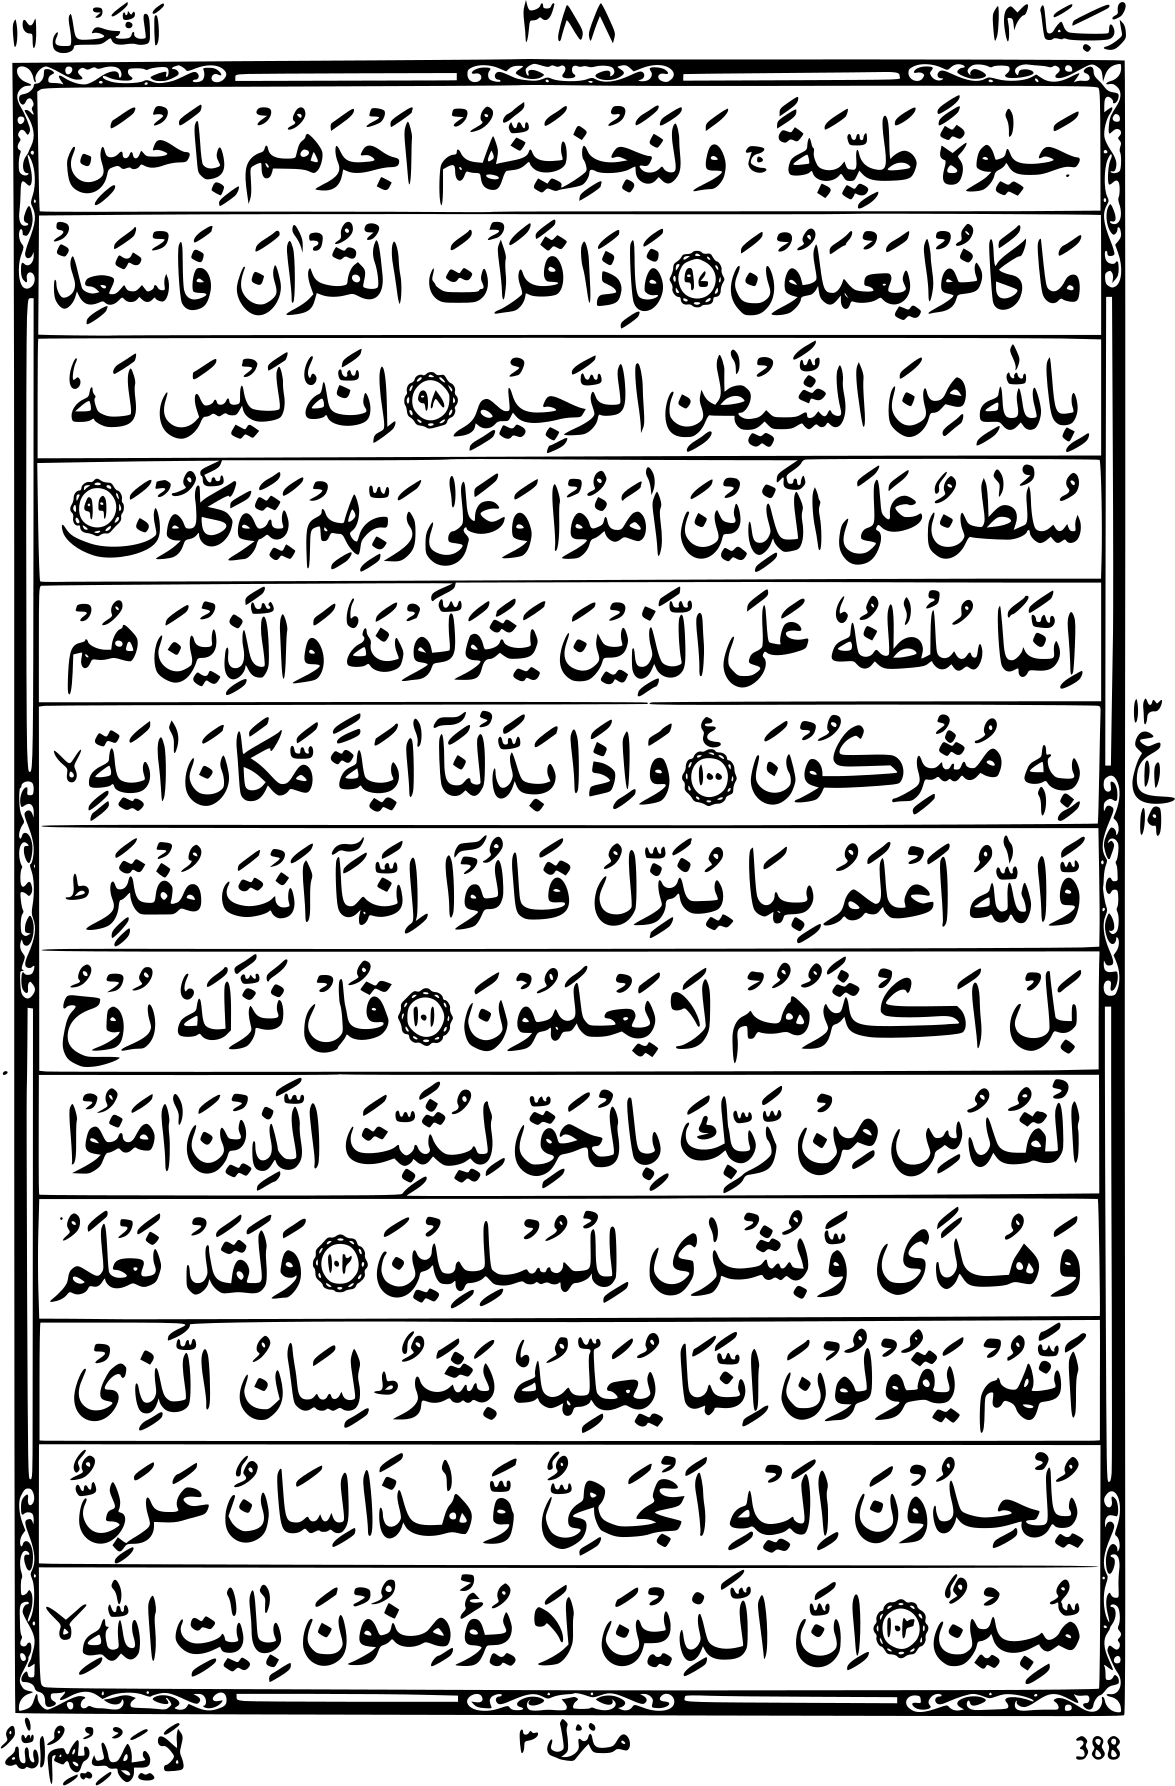 رُبَمَا ١٤ ٣٨٨ اَلنَّحْل ١٦
حَيٰوةً طَيِّبَةً ۚ وَ لَنَجْزِيَنَّهُمْ اَجْرَهُمْ بِاَحْسَنِ
مَا كَانُوْا يَعْمَلُوْنَ ﴿٩٧﴾ فَاِذَا قَرَاْتَ الْقُرْاٰنَ فَاسْتَعِذْ
بِاللّٰهِ مِنَ الشَّيْطٰنِ الرَّجِيْمِ ﴿٩٨﴾ اِنَّهٗ لَيْسَ لَهٗ
سُلْطٰنٌ عَلَى الَّذِيْنَ اٰمَنُوْا وَعَلٰى رَبِّهِمْ يَتَوَكَّلُوْنَ ﴿٩٩﴾
اِنَّمَا سُلْطٰنُهٗ عَلَى الَّذِيْنَ يَتَوَلَّوْنَهٗ وَالَّذِيْنَ هُمْ
بِهٖ مُشْرِكُوْنَ ﴿١٠٠﴾ ع وَاِذَا بَدَّلْنَاۤ اٰيَةً مَّكَانَ اٰيَةٍ ۙ
١٣ ع ١١ ١٩
وَّاللّٰهُ اَعْلَمُ بِمَا يُنَزِّلُ قَالُوْۤا اِنَّمَاۤ اَنْتَ مُفْتَرٍ ؕ
بَلْ اَكْثَرُهُمْ لَا يَعْلَمُوْنَ ﴿١٠١﴾ قُلْ نَزَّلَهٗ رُوْحُ
الْقُدُسِ مِنْ رَّبِّكَ بِالْحَقِّ لِيُثَبِّتَ الَّذِيْنَ اٰمَنُوْا
وَ هُدًى وَّ بُشْرٰى لِلْمُسْلِمِيْنَ ﴿١٠٢﴾ وَلَقَدْ نَعْلَمُ
اَنَّهُمْ يَقُوْلُوْنَ اِنَّمَا يُعَلِّمُهٗ بَشَرٌ ؕ لِسَانُ الَّذِيْ
يُلْحِدُوْنَ اِلَيْهِ اَعْجَمِيٌّ وَّ هٰذَا لِسَانٌ عَرَبِيٌّ
مُّبِيْنٌ ﴿١٠٣﴾ اِنَّ الَّذِيْنَ لَا يُؤْمِنُوْنَ بِاٰيٰتِ اللّٰهِ ۙ
388 منزل ٣ لَا يَهْدِيْهِمُ اللّٰهُ